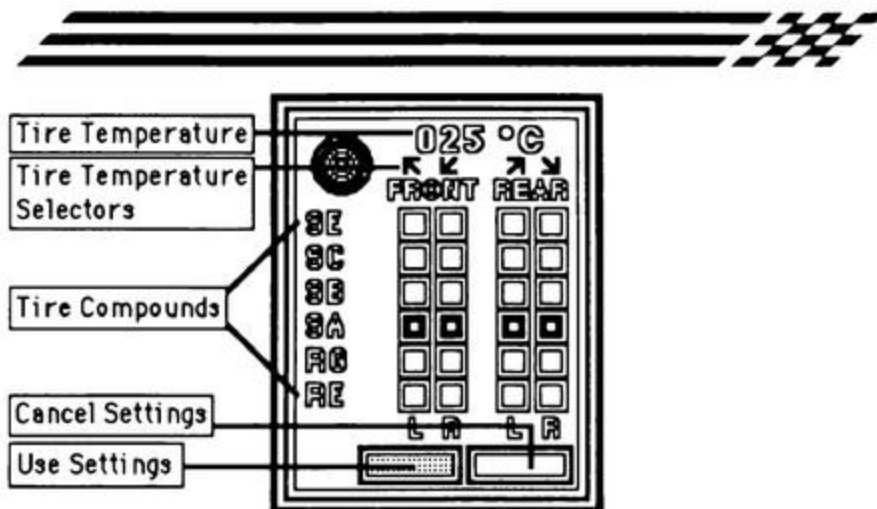 Tire Temperature
025 °C
Tire Temperature
Selectors
FRONT REAR
SE
SC
SB
Tire Compounds
SA
RG
RE
Cancel Settings
L R L R
Use Settings